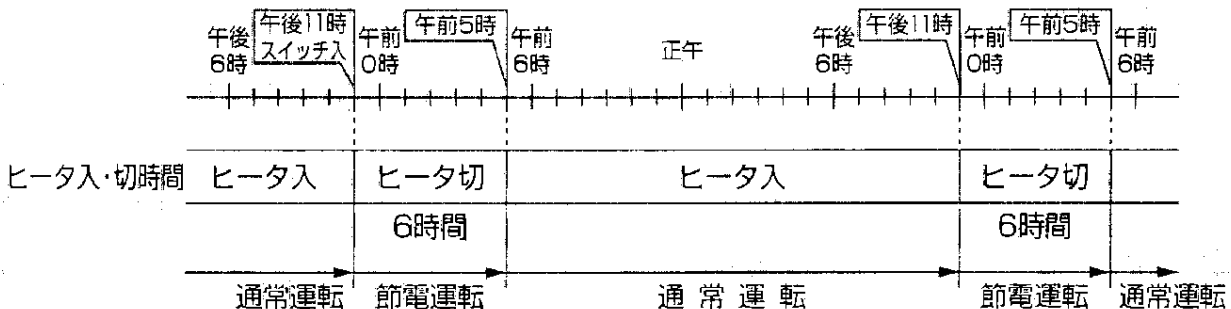 午後6時
午後11時
スイッチ入
午前0時
午前5時
午前6時
正午
午後6時
午後11時
午前0時
午前5時
午前6時
ヒータ入・切時間
ヒータ入
ヒータ切
ヒータ入
ヒータ切
6時間
6時間
通常運転
節電運転
通常運転
節電運転
通常運転